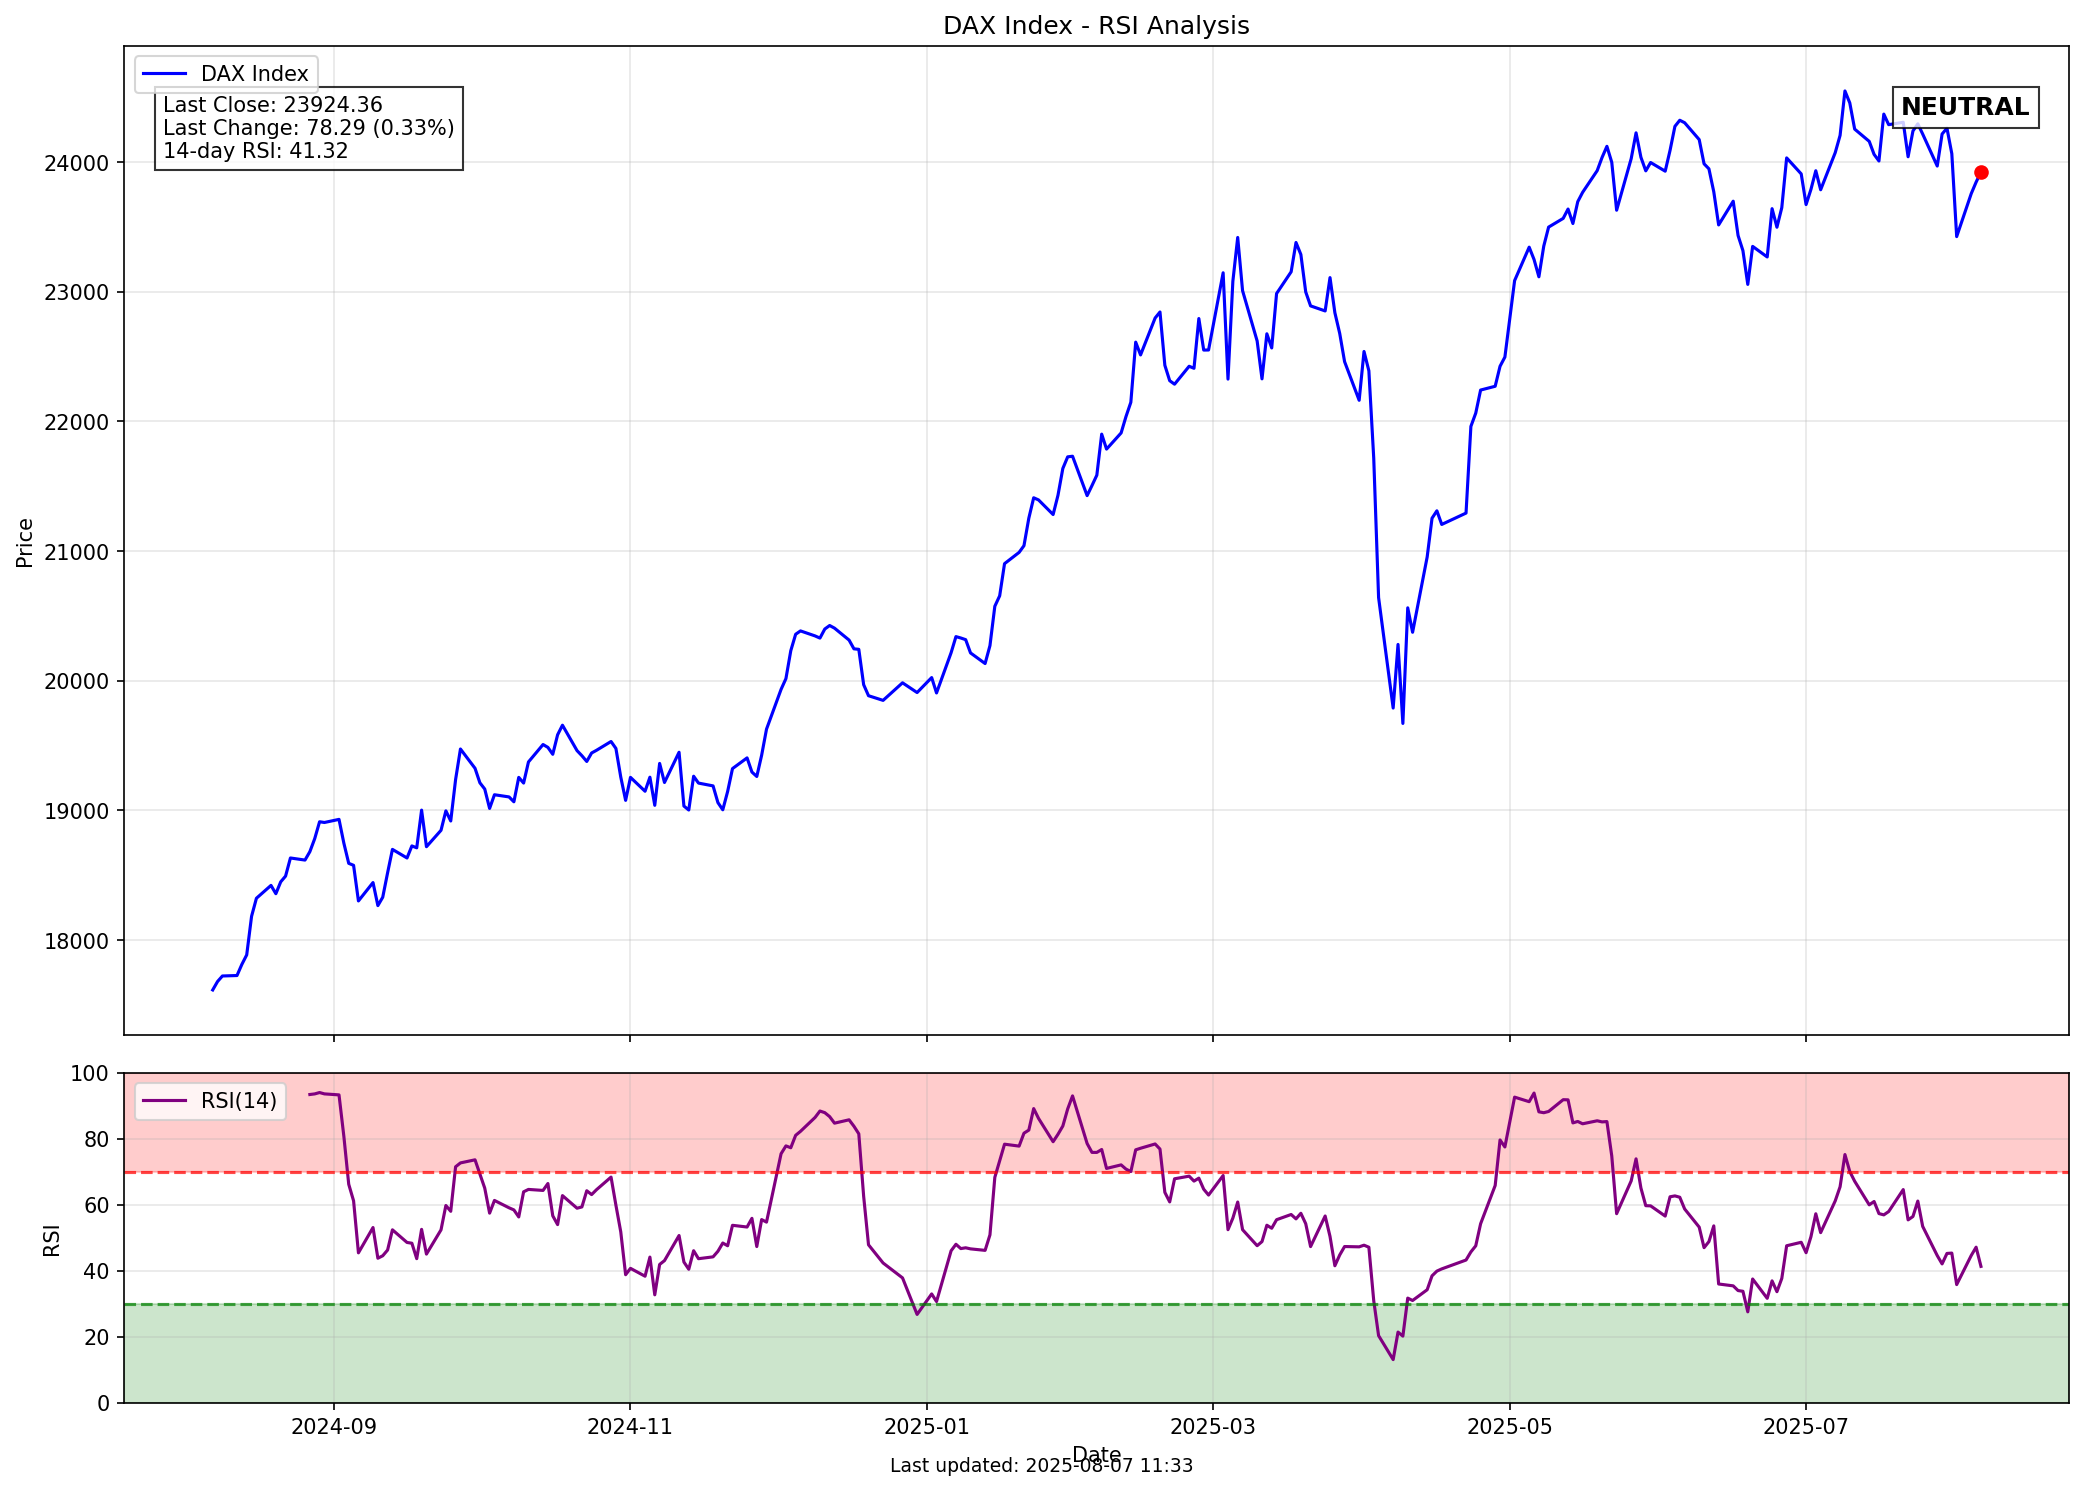 DAX Index - RSI Analysis
DAX Index
Last Close: 23924.36
Last Change: 78.29 (0.33%)
14-day RSI: 41.32
NEUTRAL
24000
23000
22000
21000
20000
19000
18000
Price
100
80
60
40
20
0
RSI
RSI(14)
2024-09
2024-11
2025-01
2025-03
2025-05
2025-07
Date
Last updated: 2025-08-07 11:33